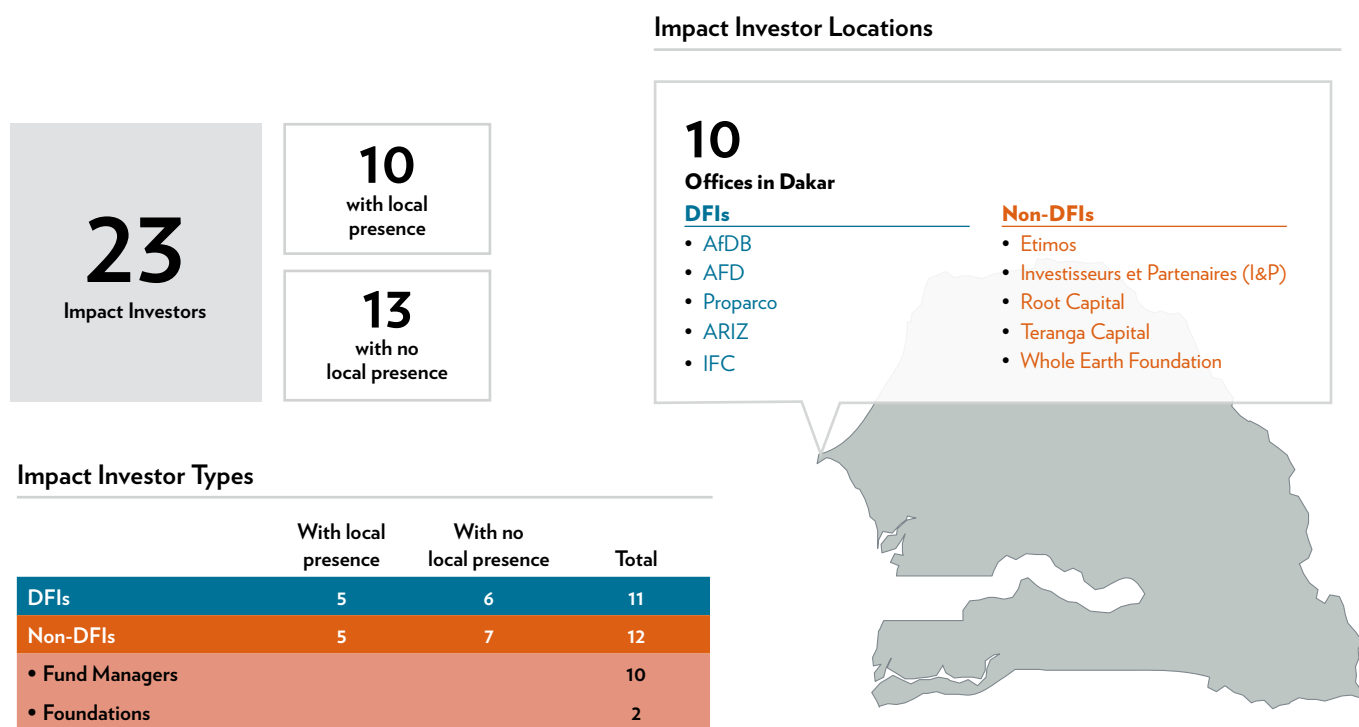 Impact Investor Locations
23
Impact Investors
10
with local
presence
13
with no
local presence
10
Offices in Dakar
DFIs
• AfDB
• AFD
• Proparco
• ARIZ
• IFC
Non-DFIs
• Etimos
• Investisseurs et Partenaires (I&P)
• Root Capital
• Teranga Capital
• Whole Earth Foundation
Impact Investor Types
With local presence With no local presence Total
DFIs 5 6 11
Non-DFIs 5 7 12
• Fund Managers 10
• Foundations 2